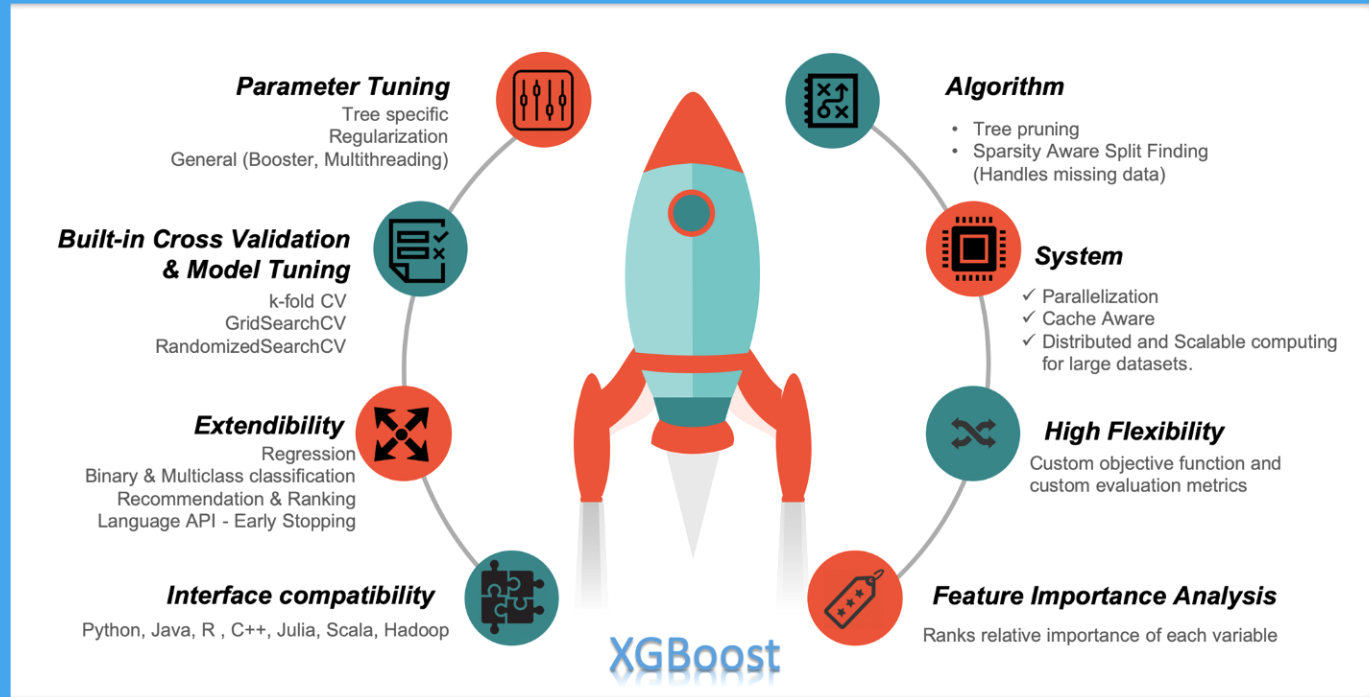 Parameter Tuning
Tree specific
Regularization
General (Booster, Multithreading)
Built-in Cross Validation
& Model Tuning
k-fold CV
GridSearchCV
RandomizedSearchCV
Extendibility
Regression
Binary & Multiclass classification
Recommendation & Ranking
Language API - Early Stopping
Interface compatibility
Python, Java, R , C++, Julia, Scala, Hadoop
Algorithm
• Tree pruning
• Sparsity Aware Split Finding
(Handles missing data)
System
✓ Parallelization
✓ Cache Aware
✓ Distributed and Scalable computing
for large datasets.
High Flexibility
Custom objective function and
custom evaluation metrics
Feature Importance Analysis
Ranks relative importance of each variable
XGBoost